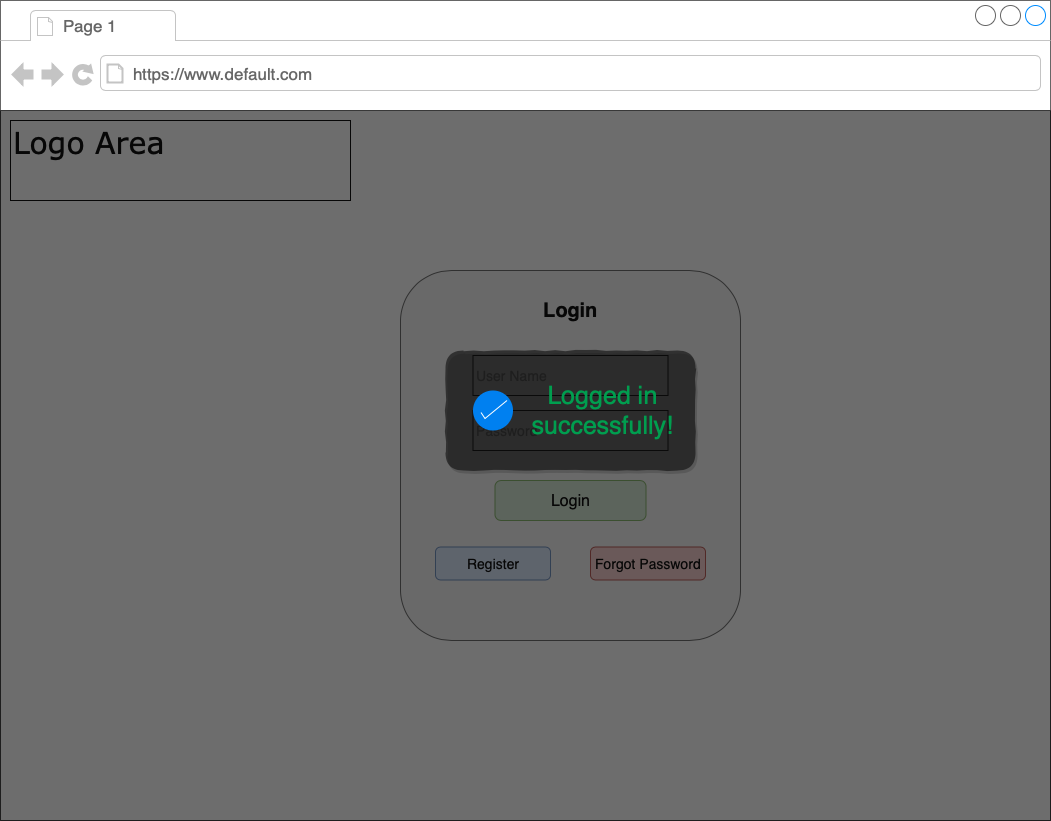 Page 1
https://www.default.com
Logo Area
Login
User Name
Logged in
successfully!
Password
Login
Register
Forgot Password